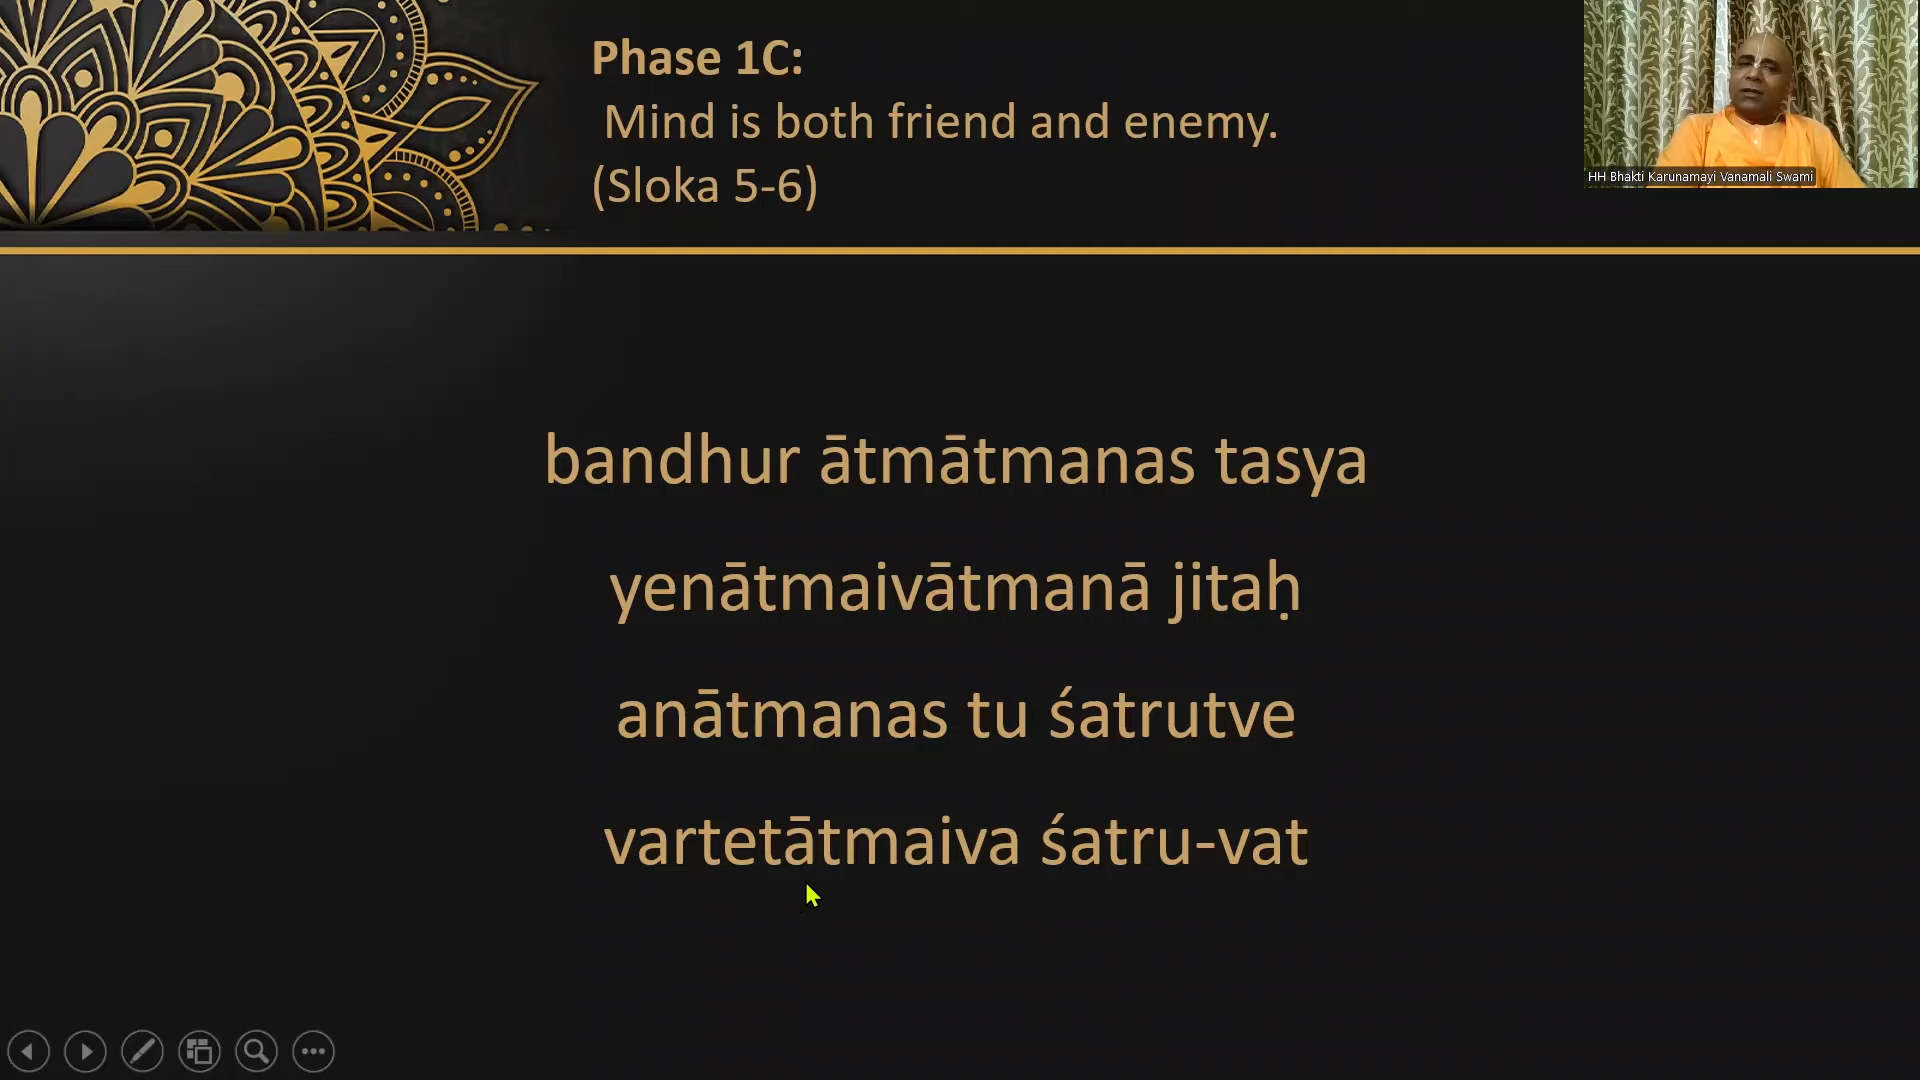 Phase 1C:
Mind is both friend and enemy.
(Sloka 5-6)
HH Bhakti Karunamayi Vanamali Swami
bandhur ātmātmanas tasya
yenātmaivātmanā jitaḥ
anātmanas tu śatrutve
vartetātmaiva śatru-vat